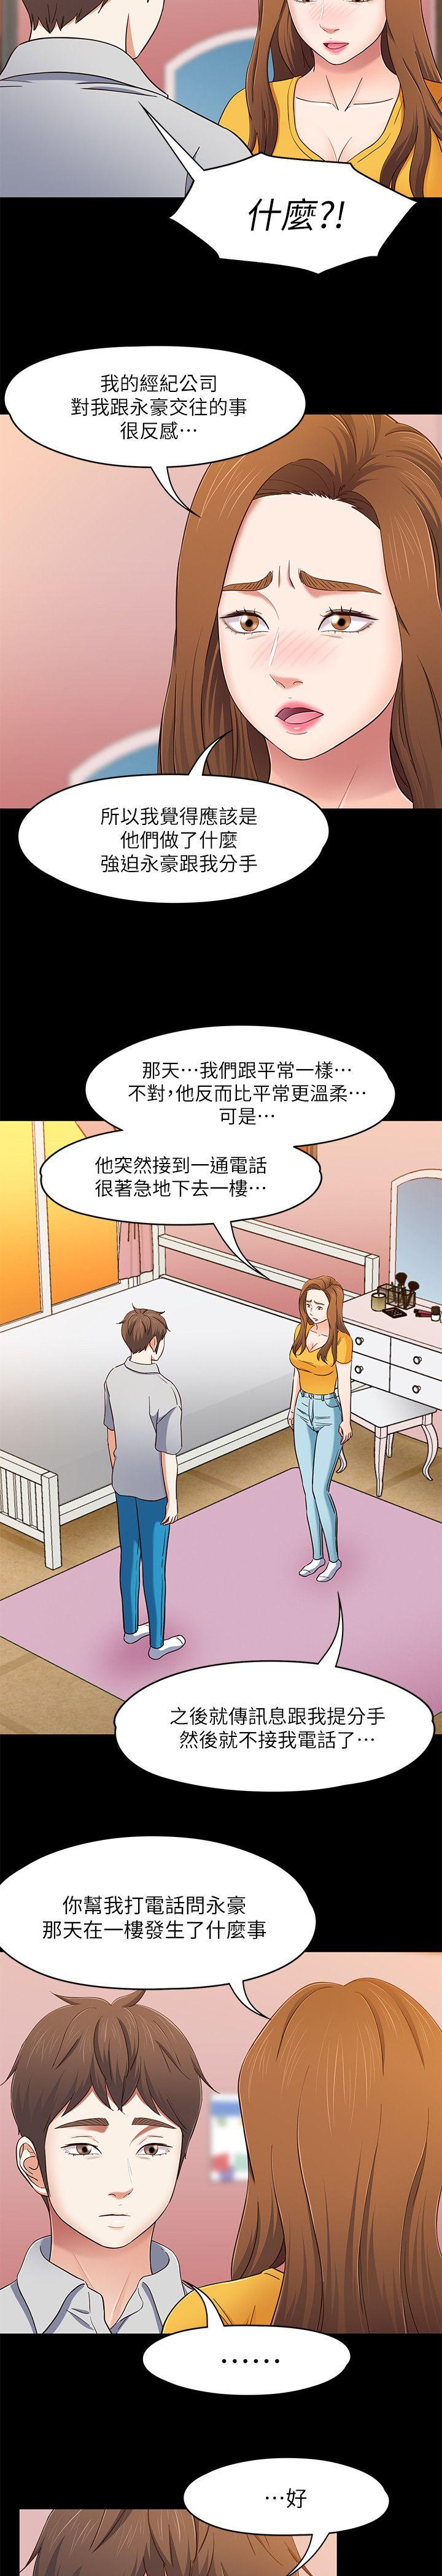 什麼?!
我的經紀公司
對我跟永豪交往的事
很反感…
所以我覺得應該是
他們做了什麼
強迫永豪跟我分手
那天…我們跟平常一樣…
不對,他反而比平常更溫柔…
可是…
他突然接到一通電話
很著急地下去一樓…
之後就傳訊息跟我提分手
然後就不接我電話了…
你幫我打電話問永豪
那天在一樓發生了什麼事
……
…好